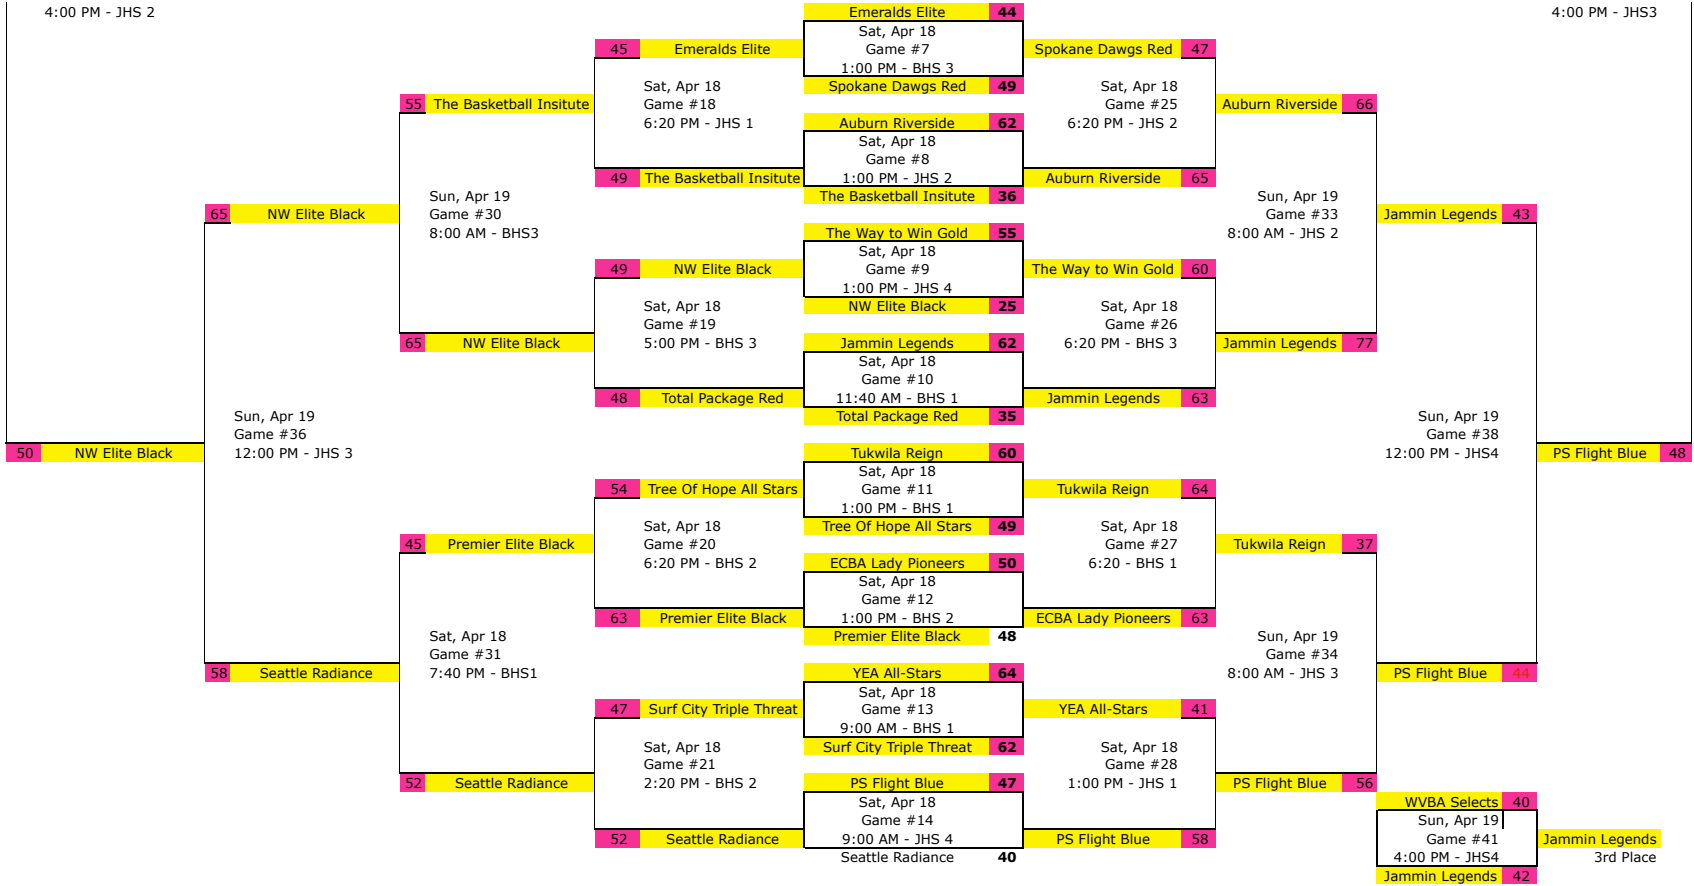 4:00 PM - JHS 2
4:00 PM - JHS3
Emeralds Elite 44
Sat, Apr 18
Game #7
1:00 PM - BHS 3
Spokane Dawgs Red 49
45 Emeralds Elite
Spokane Dawgs Red 47
Sat, Apr 18
Game #18
6:20 PM - JHS 1
Sat, Apr 18
Game #25
6:20 PM - JHS 2
55 The Basketball Insitute
Auburn Riverside 66
Auburn Riverside 62
Sat, Apr 18
Game #8
1:00 PM - JHS 2
The Basketball Insitute 36
49 The Basketball Insitute
Auburn Riverside 65
Sun, Apr 19
Game #30
8:00 AM - BHS3
Sun, Apr 19
Game #33
8:00 AM - JHS 2
65 NW Elite Black
Jammin Legends 43
The Way to Win Gold 55
Sat, Apr 18
Game #9
1:00 PM - JHS 4
NW Elite Black 25
49 NW Elite Black
The Way to Win Gold 60
Sat, Apr 18
Game #19
5:00 PM - BHS 3
Sat, Apr 18
Game #26
6:20 PM - BHS 3
65 NW Elite Black
Jammin Legends 77
Jammin Legends 62
Sat, Apr 18
Game #10
11:40 AM - BHS 1
Total Package Red 35
48 Total Package Red
Jammin Legends 63
Sun, Apr 19
Game #36
12:00 PM - JHS 3
Sun, Apr 19
Game #38
12:00 PM - JHS4
50 NW Elite Black
PS Flight Blue 48
Tukwila Reign 60
Sat, Apr 18
Game #11
1:00 PM - BHS 1
Tree Of Hope All Stars 49
54 Tree Of Hope All Stars
Tukwila Reign 64
Sat, Apr 18
Game #20
6:20 PM - BHS 2
Sat, Apr 18
Game #27
6:20 - BHS 1
45 Premier Elite Black
Tukwila Reign 37
ECBA Lady Pioneers 50
Sat, Apr 18
Game #12
1:00 PM - BHS 2
Premier Elite Black 48
63 Premier Elite Black
ECBA Lady Pioneers 63
Sat, Apr 18
Game #31
7:40 PM - BHS1
Sun, Apr 19
Game #34
8:00 AM - JHS 3
58 Seattle Radiance
PS Flight Blue 44
YEA All-Stars 64
Sat, Apr 18
Game #13
9:00 AM - BHS 1
Surf City Triple Threat 62
47 Surf City Triple Threat
YEA All-Stars 41
Sat, Apr 18
Game #21
2:20 PM - BHS 2
Sat, Apr 18
Game #28
1:00 PM - JHS 1
52 Seattle Radiance
PS Flight Blue 56
PS Flight Blue 47
Sat, Apr 18
Game #14
9:00 AM - JHS 4
Seattle Radiance 40
52 Seattle Radiance
PS Flight Blue 58
WVBA Selects 40
Sun, Apr 19
Game #41
4:00 PM - JHS4
Jammin Legends 42
Jammin Legends
3rd Place